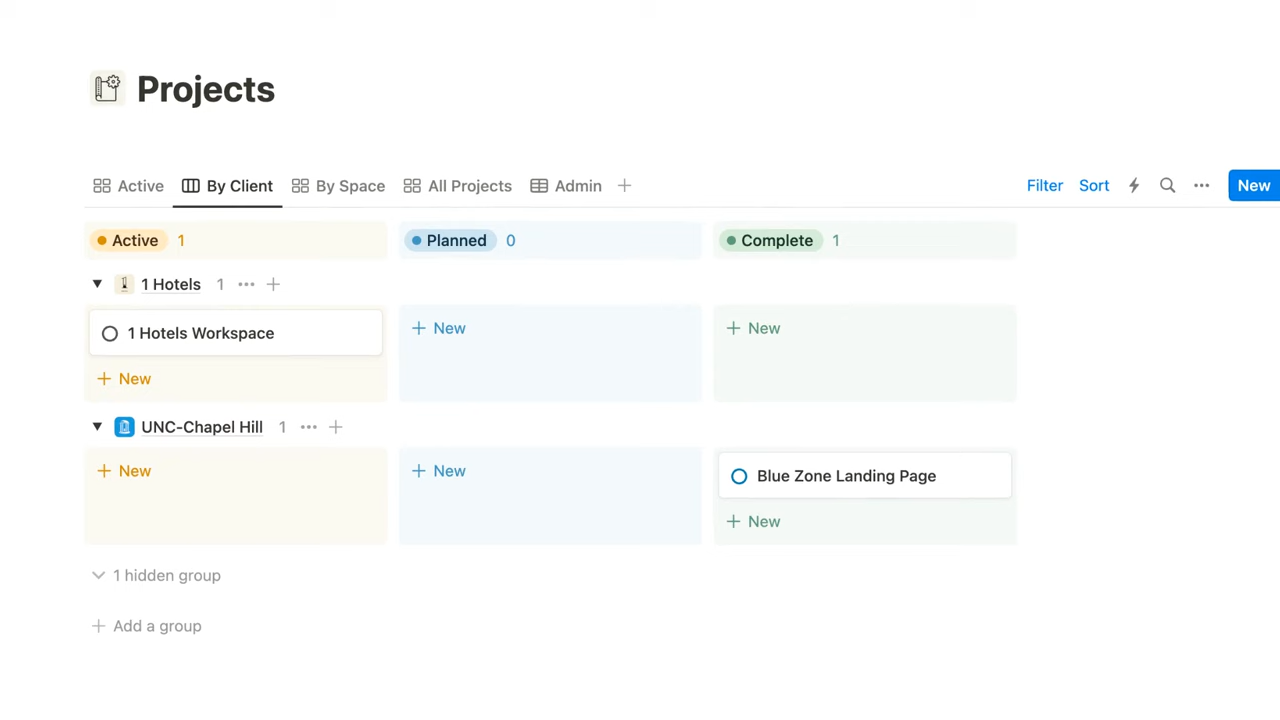 Projects
Active By Client By Space All Projects Admin Filter Sort New
Active 1 Planned 0 Complete 1
1 Hotels 1
1 Hotels Workspace New New
New
UNC-Chapel Hill 1
New New Blue Zone Landing Page
New
1 hidden group
Add a group